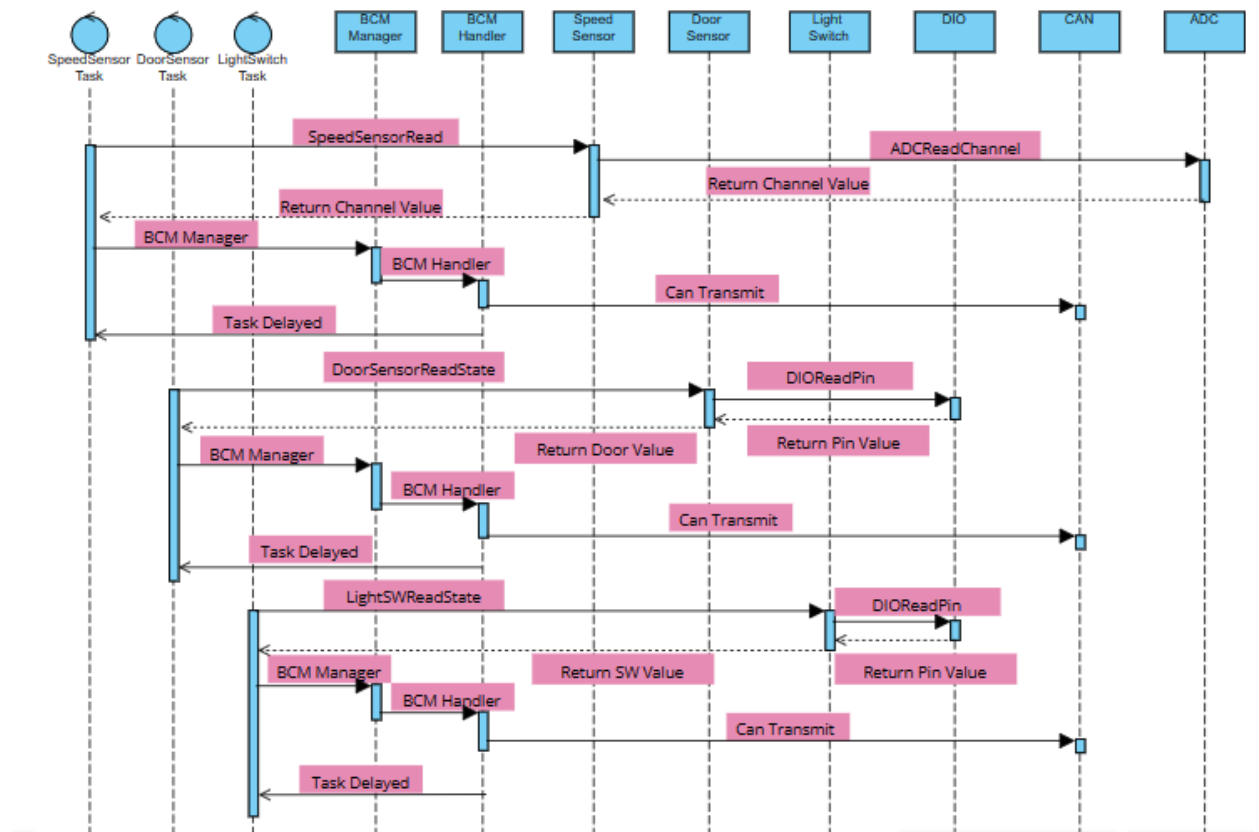 BCM Manager
BCM Handler
Speed Sensor
Door Sensor
Light Switch
DIO
CAN
ADC
SpeedSensor Task
DoorSensor Task
LightSwitch Task
SpeedSensorRead
ADCReadChannel
Return Channel Value
Return Channel Value
BCM Manager
BCM Handler
Can Transmit
Task Delayed
DoorSensorReadState
DIOReadPin
Return Door Value
Return Pin Value
BCM Manager
BCM Handler
Can Transmit
Task Delayed
LightSWReadState
DIOReadPin
BCM Manager
Return SW Value
Return Pin Value
BCM Handler
Can Transmit
Task Delayed